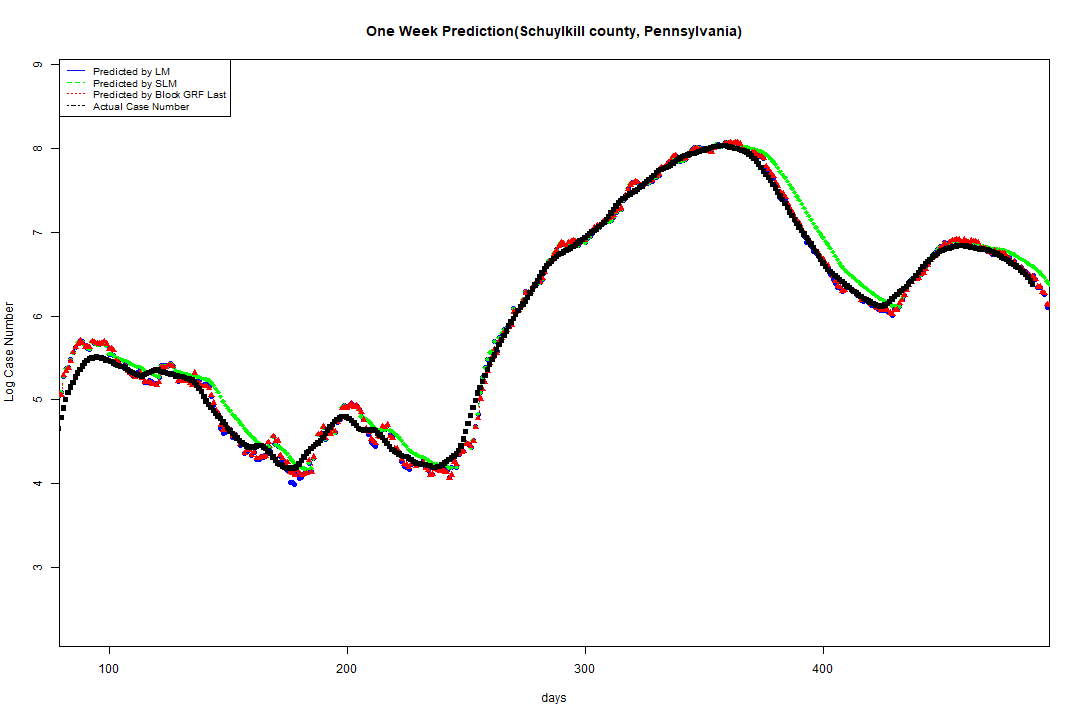 One Week Prediction(Schuylkill county, Pennsylvania)
Predicted by LM
Predicted by SLM
Predicted by Block GRF Last
Actual Case Number
9
8
7
6
5
4
3
Log Case Number
100 200 300 400
days